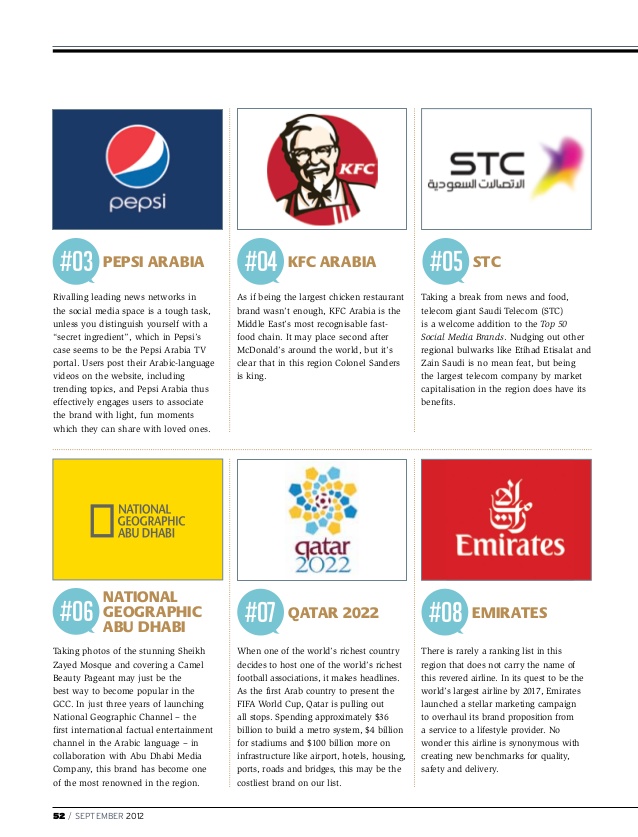 pepsi
KFC
STC
الاتصالات السعودية
#03 PEPSI ARABIA
Rivalling leading news networks in
the social media space is a tough task,
unless you distinguish yourself with a
“secret ingredient”, which in Pepsi's
case seems to be the Pepsi Arabia TV
portal. Users post their Arabic-language
videos on the website, including
trending topics, and Pepsi Arabia thus
effectively engages users to associate
the brand with light, fun moments
which they can share with loved ones.
#04 KFC ARABIA
As if being the largest chicken restaurant
brand wasn't enough, KFC Arabia is the
Middle East's most recognisable fast-
food chain. It may place second after
McDonald's around the world, but it's
clear that in this region Colonel Sanders
is king.
#05 STC
Taking a break from news and food,
telecom giant Saudi Telecom (STC)
is a welcome addition to the Top 50
Social Media Brands. Nudging out other
regional bulwarks like Etihad Etisalat and
Zain Saudi is no mean feat, but being
the largest telecom company by market
capitalisation in the region does have its
benefits.
NATIONAL
GEOGRAPHIC
ABU DHABI
qatar
2022
Emirates
#06 NATIONAL
GEOGRAPHIC
ABU DHABI
Taking photos of the stunning Sheikh
Zayed Mosque and covering a Camel
Beauty Pageant may just be the
best way to become popular in the
GCC. In just three years of launching
National Geographic Channel – the
first international factual entertainment
channel in the Arabic language – in
collaboration with Abu Dhabi Media
Company, this brand has become one
of the most renowned in the region.
#07 QATAR 2022
When one of the world's richest country
decides to host one of the world's richest
football associations, it makes headlines.
As the first Arab country to present the
FIFA World Cup, Qatar is pulling out
all stops. Spending approximately $36
billion to build a metro system, $4 billion
for stadiums and $100 billion more on
infrastructure like airport, hotels, housing,
ports, roads and bridges, this may be the
costliest brand on our list.
#08 EMIRATES
There is rarely a ranking list in this
region that does not carry the name of
this revered airline. In its quest to be the
world's largest airline by 2017, Emirates
launched a stellar marketing campaign
to overhaul its brand proposition from
a service to a lifestyle provider. No
wonder this airline is synonymous with
creating new benchmarks for quality,
safety and delivery.
52 / SEPTEMBER 2012